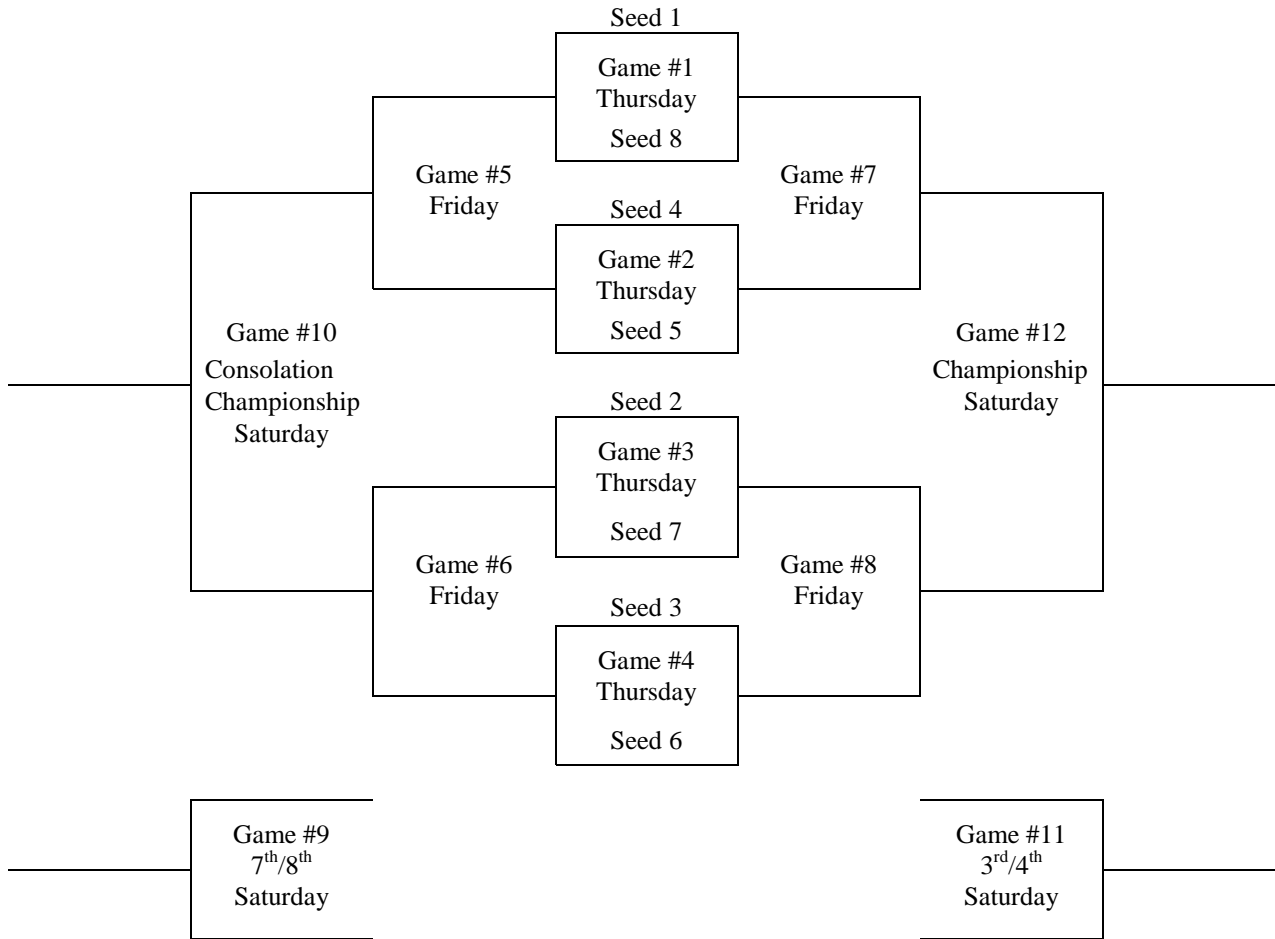 Seed 1
Game #1
Thursday
Seed 8
Game #5
Friday
Game #7
Friday
Seed 4
Game #2
Thursday
Seed 5
Game #10
Consolation
Championship
Saturday
Game #12
Championship
Saturday
Seed 2
Game #3
Thursday
Seed 7
Game #6
Friday
Game #8
Friday
Seed 3
Game #4
Thursday
Seed 6
Game #9
7th/8th
Saturday
Game #11
3rd/4th
Saturday